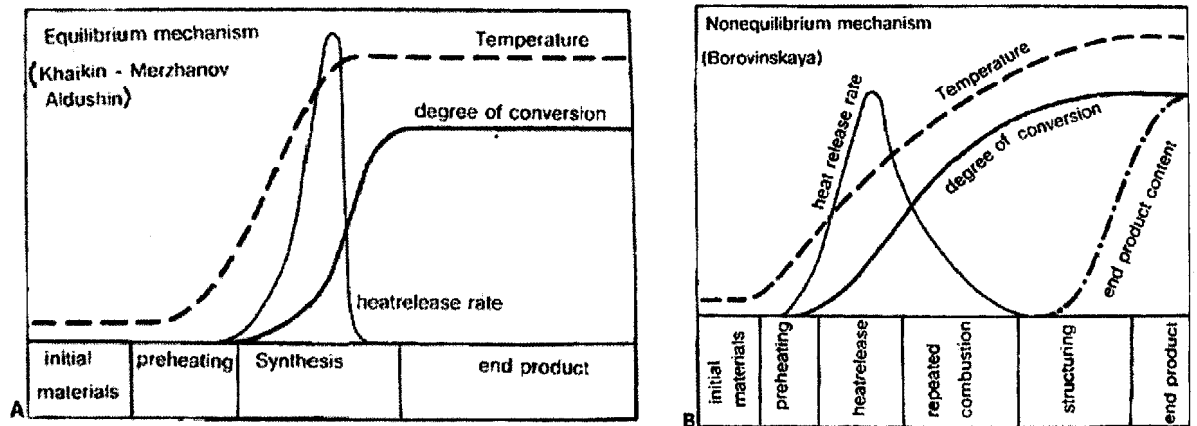 Equilibrium mechanism
(Khaikin - Merzhanov
Aldushin)
Temperature
degree of conversion
heatrelease rate
initial
materials
preheating
Synthesis
end product
A
Nonequilibrium mechanism
(Borovinskaya)
heat release rate
Temperature
degree of conversion
end product content
initial
materials
preheating
heatrelease
repeated
combustion
structuring
end product
B